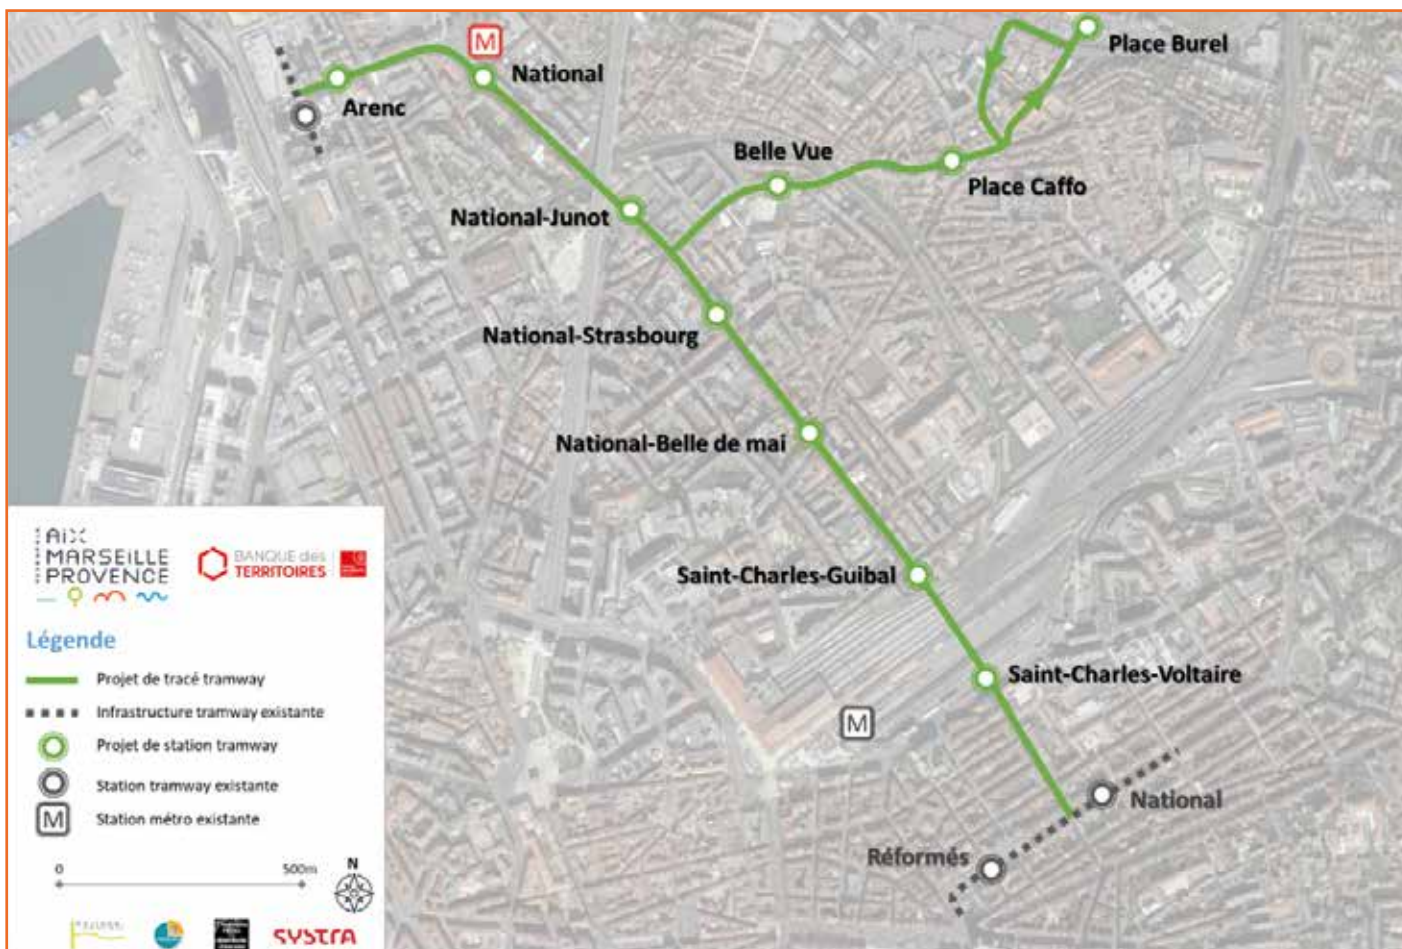 M
National
Arenc
Place Burel
Belle Vue
Place Caffo
National-Junot
National-Strasbourg
National-Belle de mai
Saint-Charles-Guibal
Saint-Charles-Voltaire
M
National
Réformés
AIX
MARSEILLE
PROVENCE
BANQUE des
TERRITOIRES
Légende
Projet de tracé tramway
Infrastructure tramway existante
Projet de station tramway
Station tramway existante
M Station métro existante
0 500m
N
SYSTRA